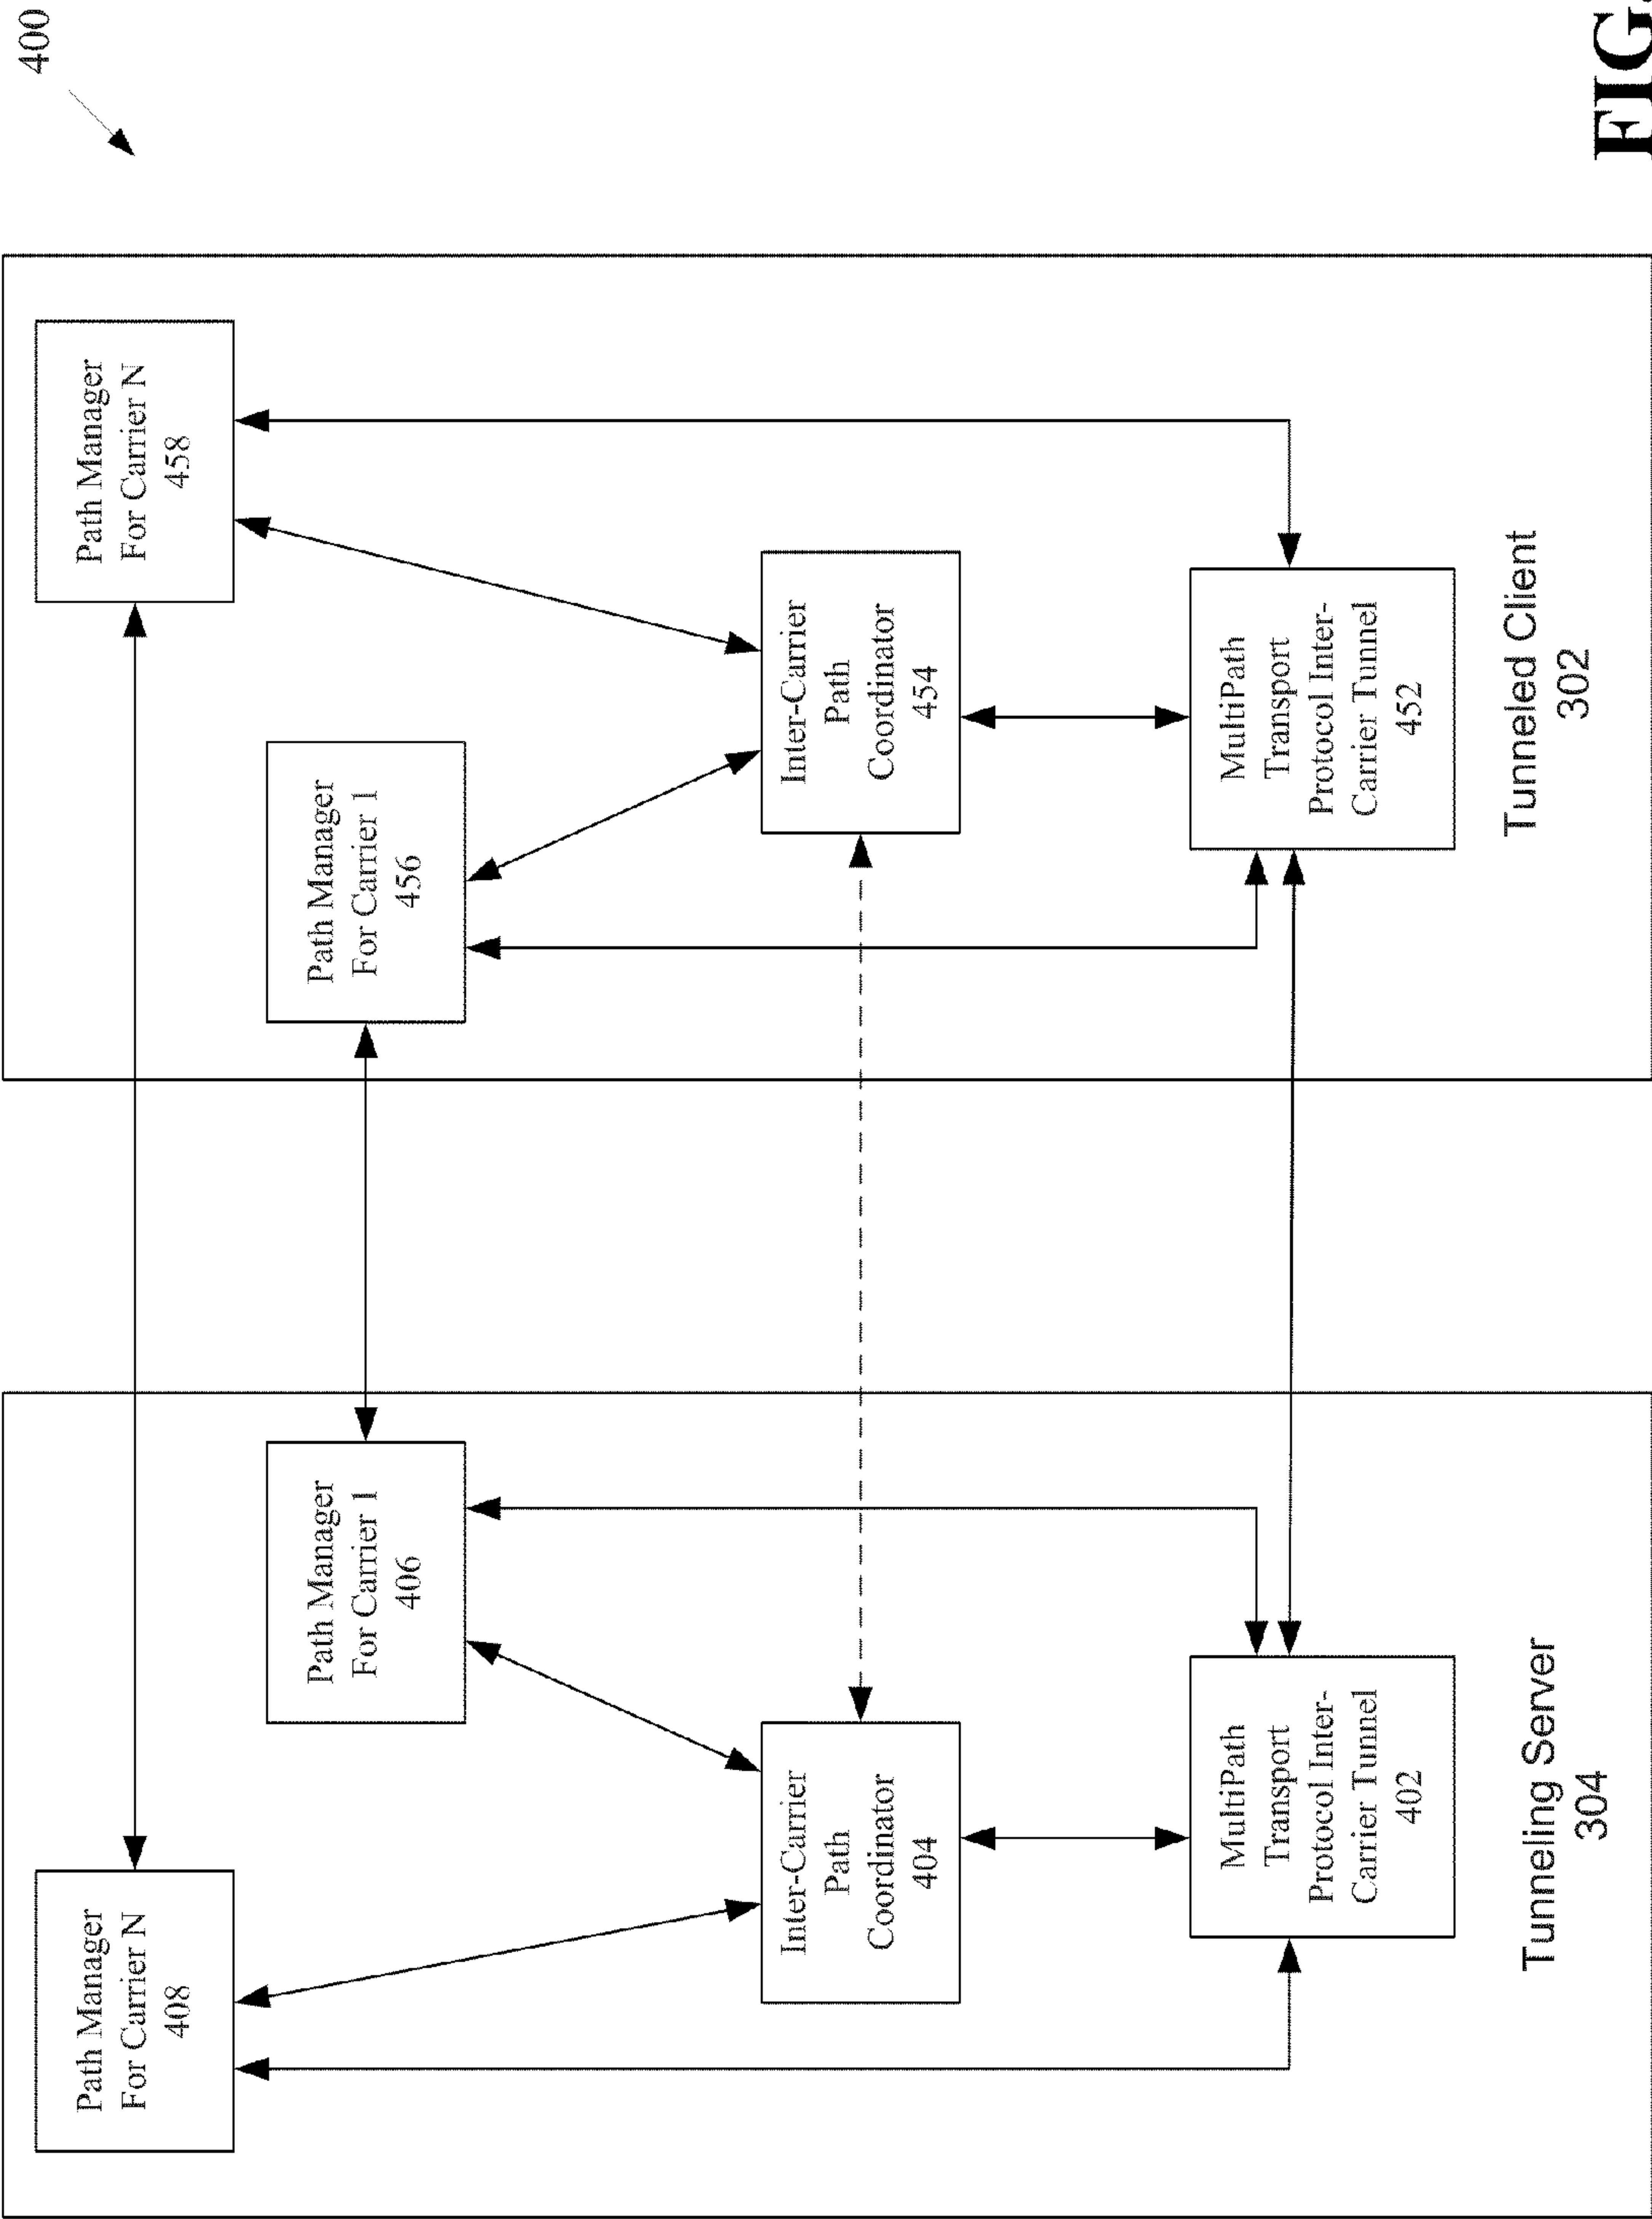 400
Path Manager
For Carrier N
408
Path Manager
For Carrier 1
406
Inter-Carrier
Path
Coordinator
404
MultiPath
Transport
Protocol Inter-
Carrier Tunnel
402
Tunneling Server
304
Path Manager
For Carrier N
458
Path Manager
For Carrier 1
456
Inter-Carrier
Path
Coordinator
454
MultiPath
Transport
Protocol Inter-
Carrier Tunnel
452
Tunneled Client
302
FIG.